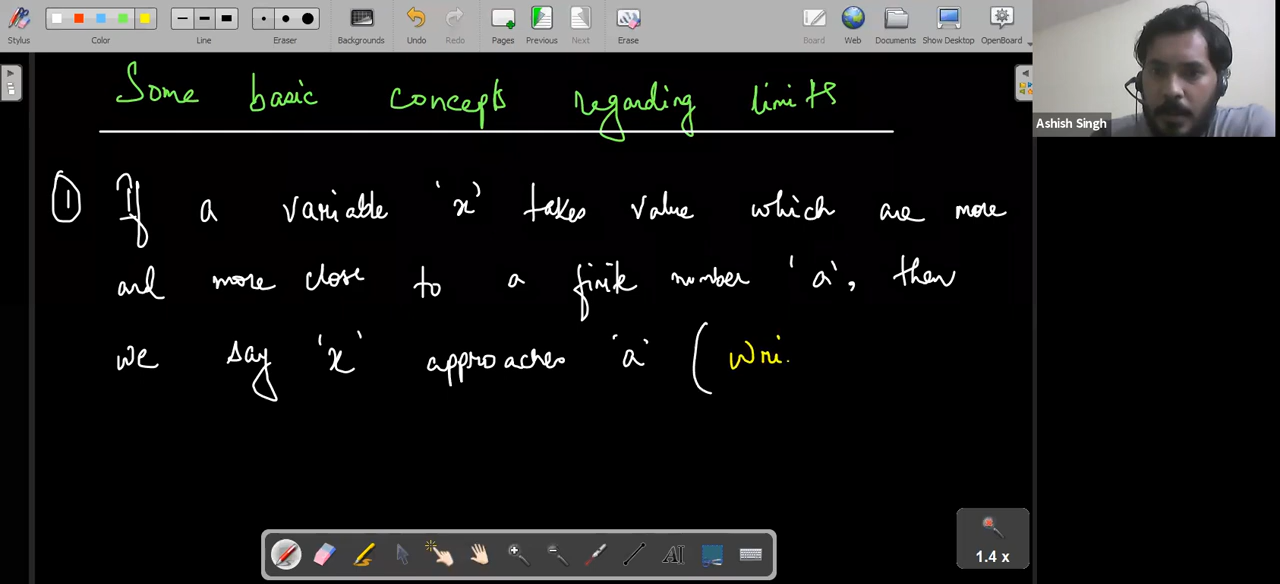 Stylus
Color
Line
Eraser
Backgrounds
Undo
Redo
Pages
Previous
Next
Erase
Board
Web
Documents
Show Desktop
OpenBoard
Ashish Singh
Some basic concepts regarding limits
① If a variable 'x' takes value which are more
and more close to a finite number 'a', then
we say 'x' approaches 'a' ( Wri
1.4 x